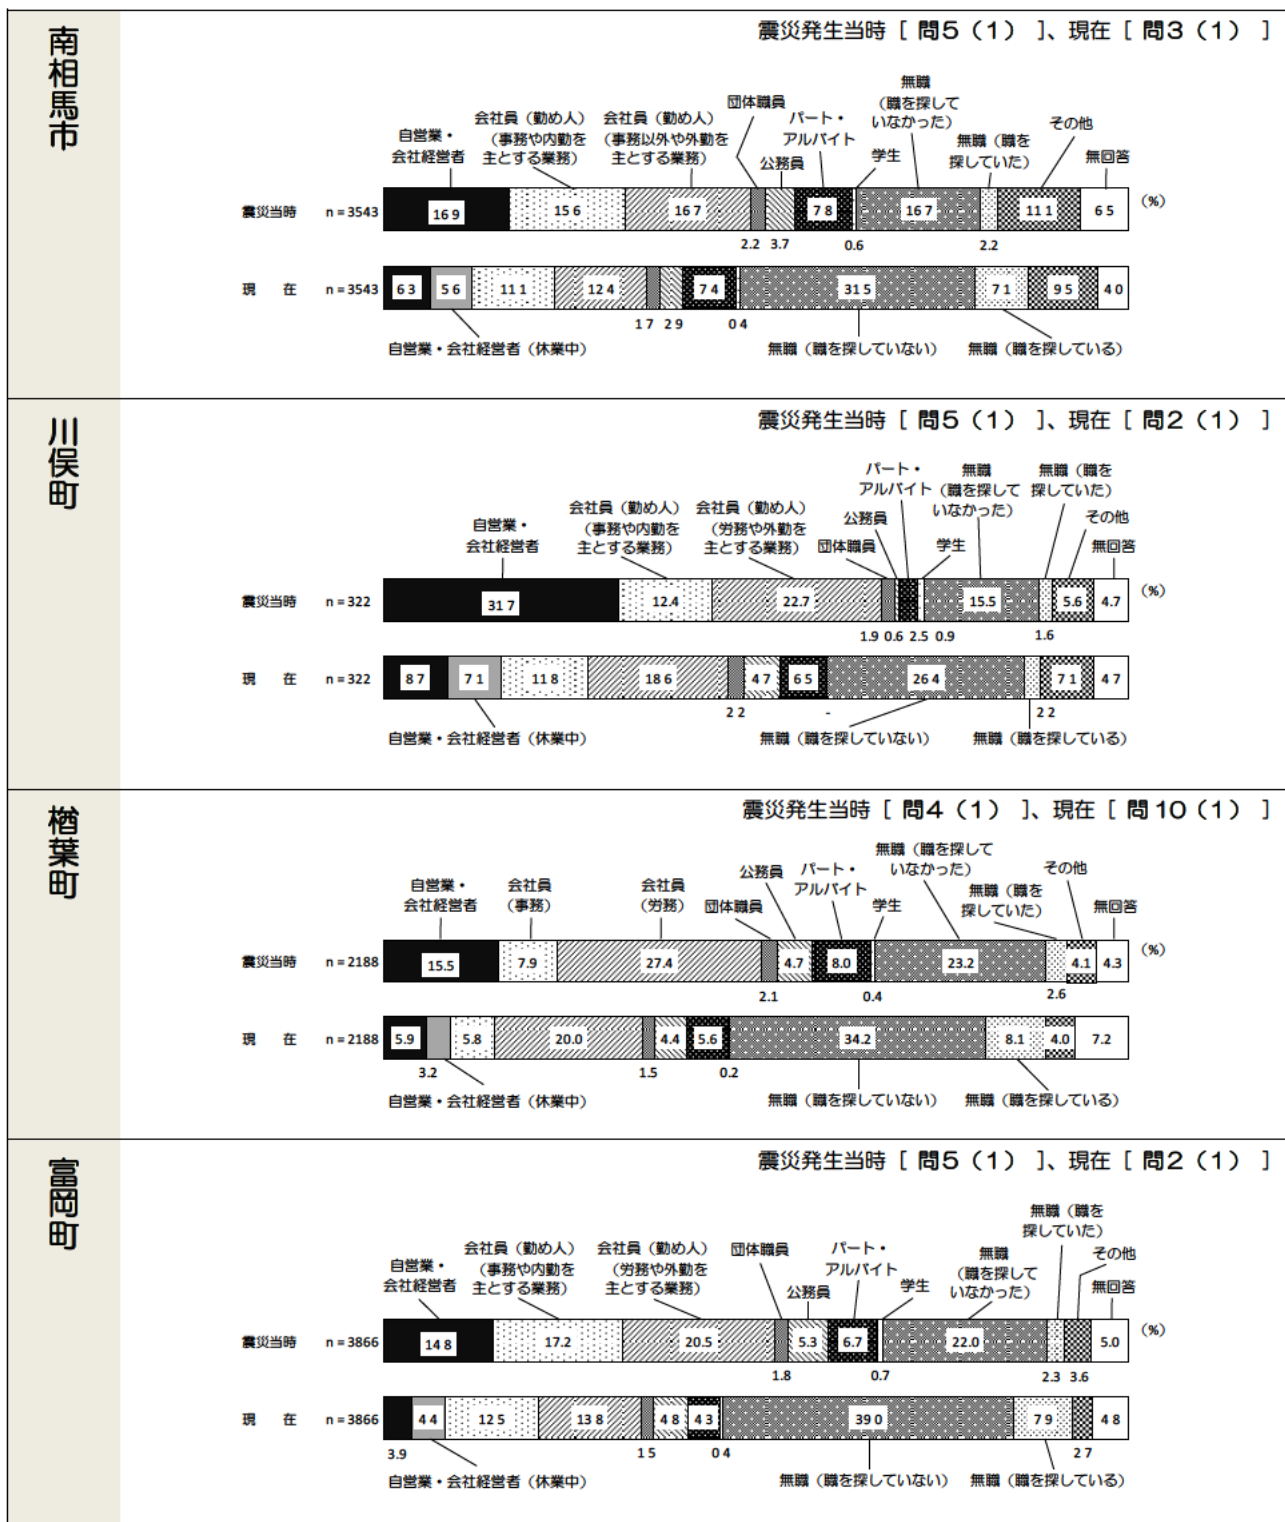 南相馬市
震災発生当時 [ 問5(1) ]、現在 [ 問3(1) ]
自営業・
会社経営者
会社員(勤め人)
(事務や内勤を
主とする業務)
会社員(勤め人)
(事務以外や外勤を
主とする業務)
団体職員
公務員
パート・
アルバイト
学生
無職
(職を探して
いなかった)
無職(職を
探していた)
その他
無回答
震災当時 n = 3543 16 9 15 6 16 7 2.2 3.7 7 8 0.6 16 7 2.2 11 1 6 5 (%)
現 在 n = 3543 6 3 5 6 11 1 12 4 1 7 2 9 7 4 0 4 31 5 7 1 9 5 4 0
自営業・会社経営者(休業中) 無職(職を探していない) 無職(職を探している)
川俣町
震災発生当時 [ 問5(1) ]、現在 [ 問2(1) ]
自営業・
会社経営者
会社員(勤め人)
(事務や内勤を
主とする業務)
会社員(勤め人)
(労務や外勤を
主とする業務)
団体職員
公務員
パート・
アルバイト
学生
無職
(職を探して
いなかった)
無職(職を
探していた)
その他
無回答
震災当時 n = 322 31 7 12.4 22.7 1.9 0.6 2.5 0.9 15.5 1.6 5.6 4.7 (%)
現 在 n = 322 8 7 7 1 11 8 18 6 2 2 4 7 6 5 - 26 4 2 2 7 1 4 7
自営業・会社経営者(休業中) 無職(職を探していない) 無職(職を探している)
楢葉町
震災発生当時 [ 問4(1) ]、現在 [ 問10(1) ]
自営業・
会社経営者
会社員
(事務)
会社員
(労務)
団体職員
公務員
パート・
アルバイト
学生
無職(職を探して
いなかった)
無職(職を
探していた)
その他
無回答
震災当時 n = 2188 15.5 7.9 27.4 2.1 4.7 8.0 0.4 23.2 2.6 4.1 4.3 (%)
現 在 n = 2188 5.9 3.2 5.8 20.0 1.5 4.4 5.6 0.2 34.2 8.1 4.0 7.2
自営業・会社経営者(休業中) 無職(職を探していない) 無職(職を探している)
富岡町
震災発生当時 [ 問5(1) ]、現在 [ 問2(1) ]
自営業・
会社経営者
会社員(勤め人)
(事務や内勤を
主とする業務)
会社員(勤め人)
(労務や外勤を
主とする業務)
団体職員
公務員
パート・
アルバイト
学生
無職
(職を探して
いなかった)
無職(職を
探していた)
その他
無回答
震災当時 n = 3866 14 8 17.2 20.5 1.8 5.3 6.7 0.7 22.0 2.3 3.6 5.0 (%)
現 在 n = 3866 3.9 4 4 12 5 13 8 1 5 4 8 4 3 0 4 39 0 7 9 2 7 4 8
自営業・会社経営者(休業中) 無職(職を探していない) 無職(職を探している)